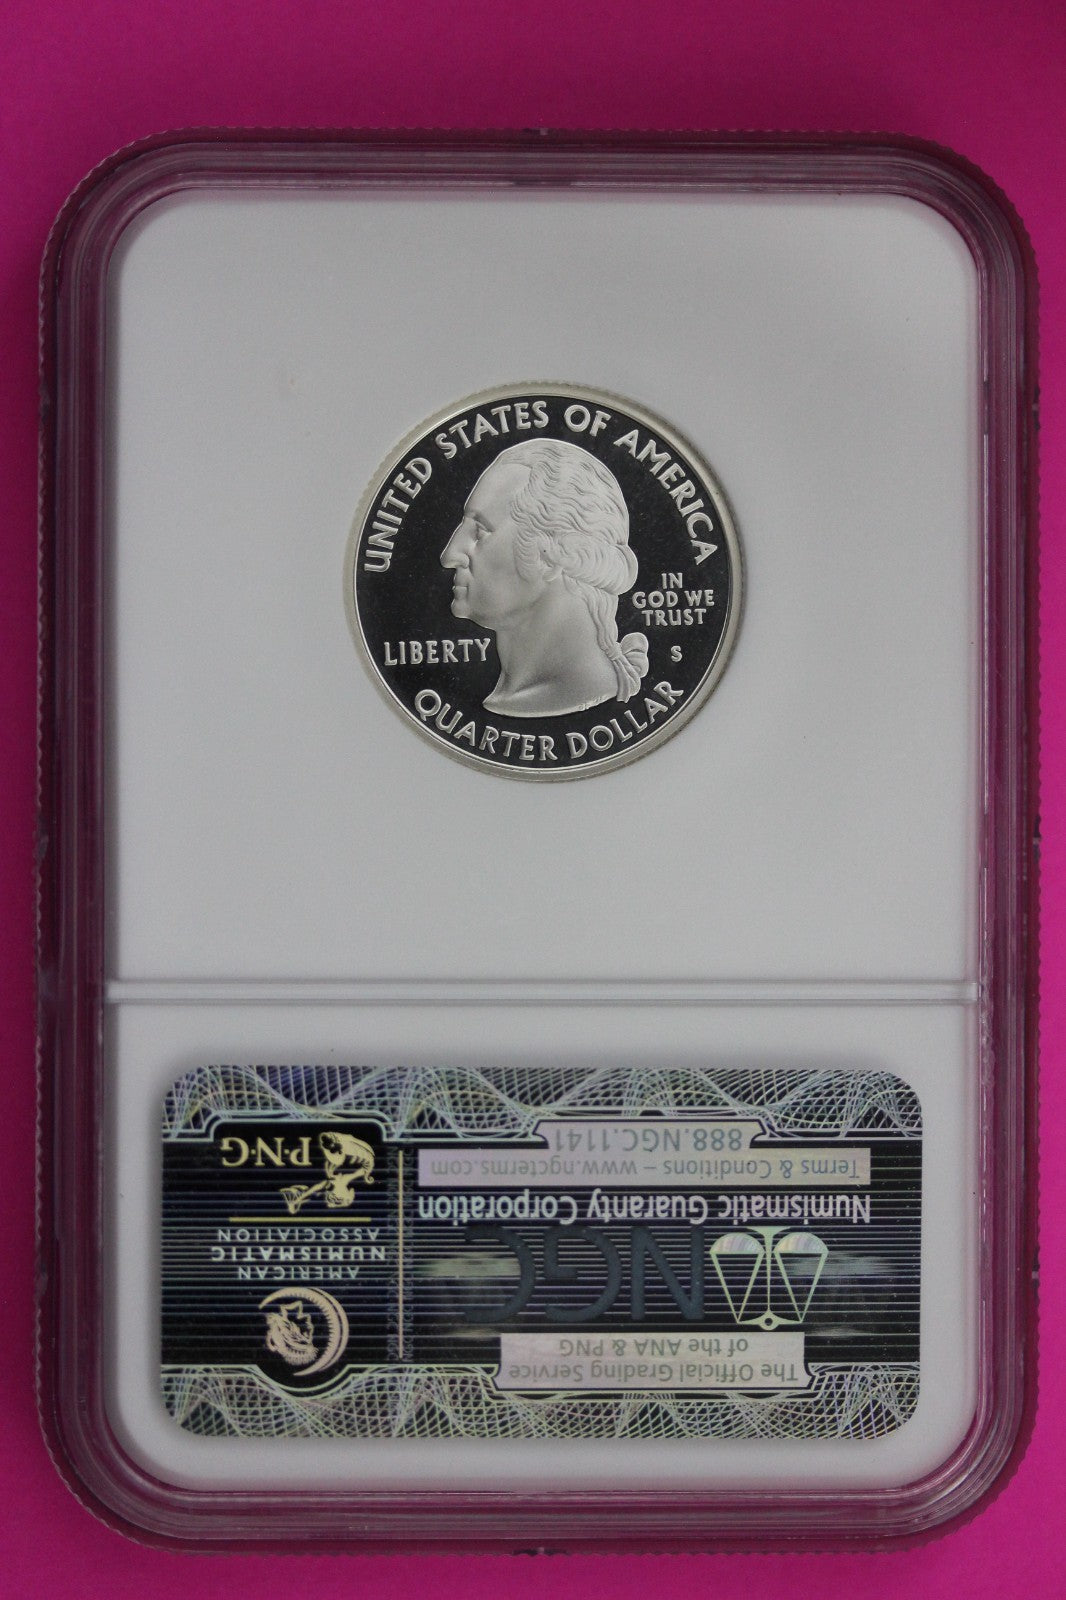 UNITED STATES OF AMERICA
IN
GOD WE
TRUST
LIBERTY
S
QUARTER DOLLAR
The Official Grading Service
of the ANA & PNG
NGC
Numismatic Guaranty Corporation
Terms & Conditions – www.ngcterms.com
888.NGC.1141
AMERICAN
NUMISMATIC
ASSOCIATION
P·N·G